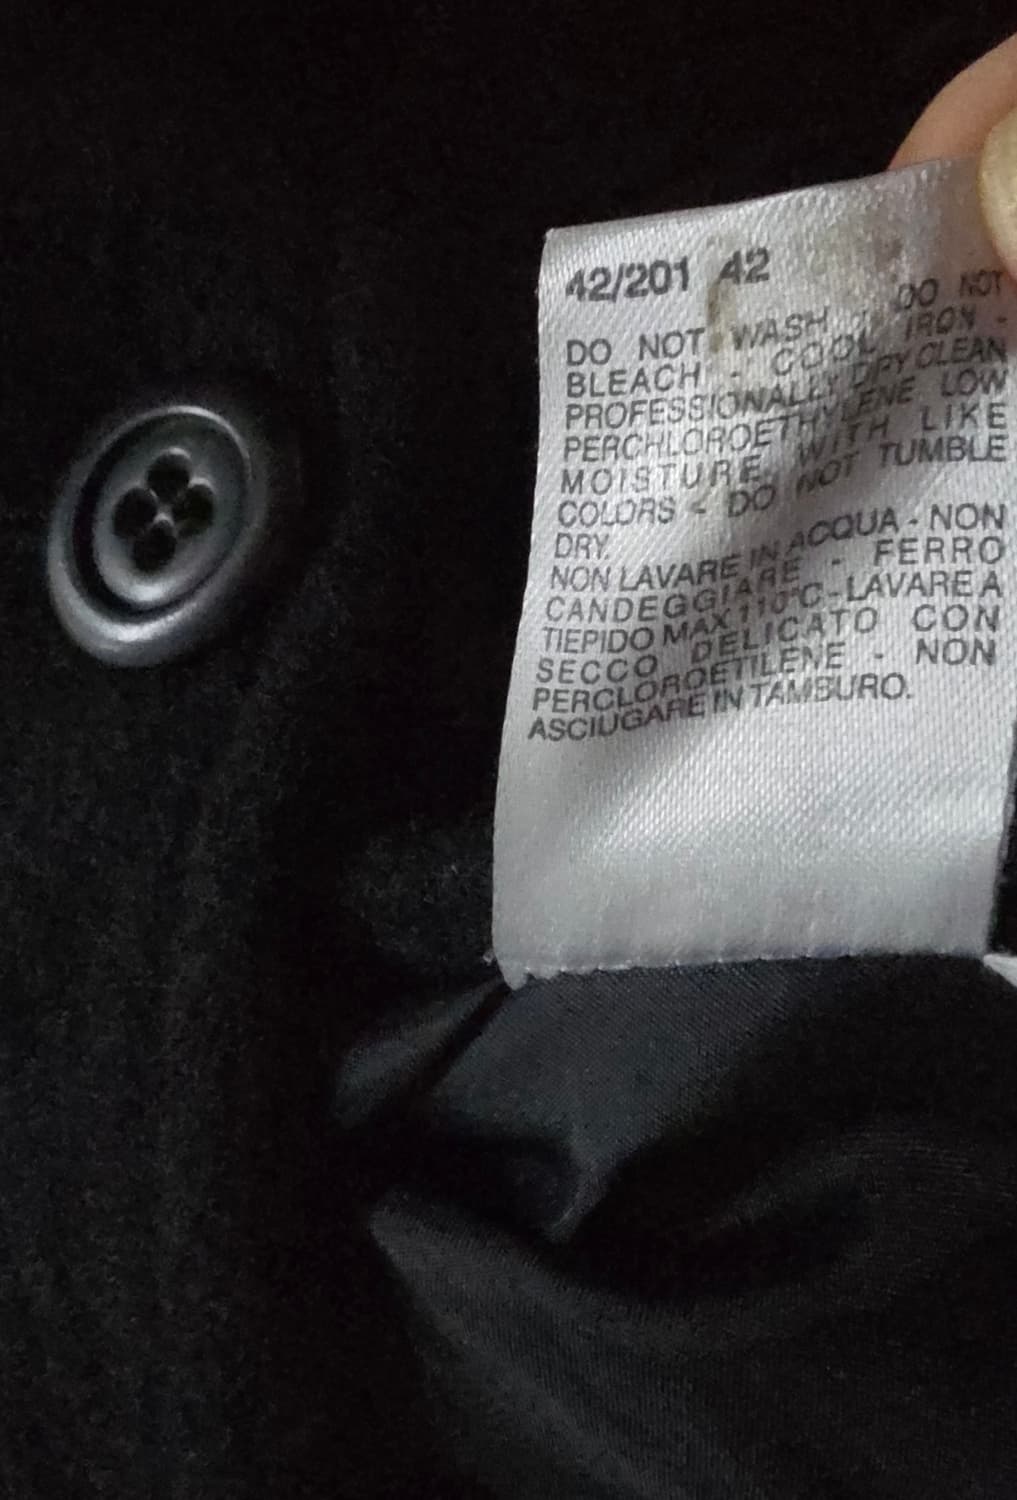 42/201 42
DO NOT WASH - DO NOT
BLEACH - COOL IRON -
PROFESSIONALLY DRY CLEAN
PERCHLOROETHYLENE LOW
MOISTURE WITH LIKE
COLORS - DO NOT TUMBLE
DRY.
NON LAVARE IN ACQUA - NON
CANDEGGIARE - FERRO
TIEPIDO MAX 110°C - LAVARE A
SECCO DELICATO CON
PERCLOROETILENE - NON
ASCIUGARE IN TAMBURO.